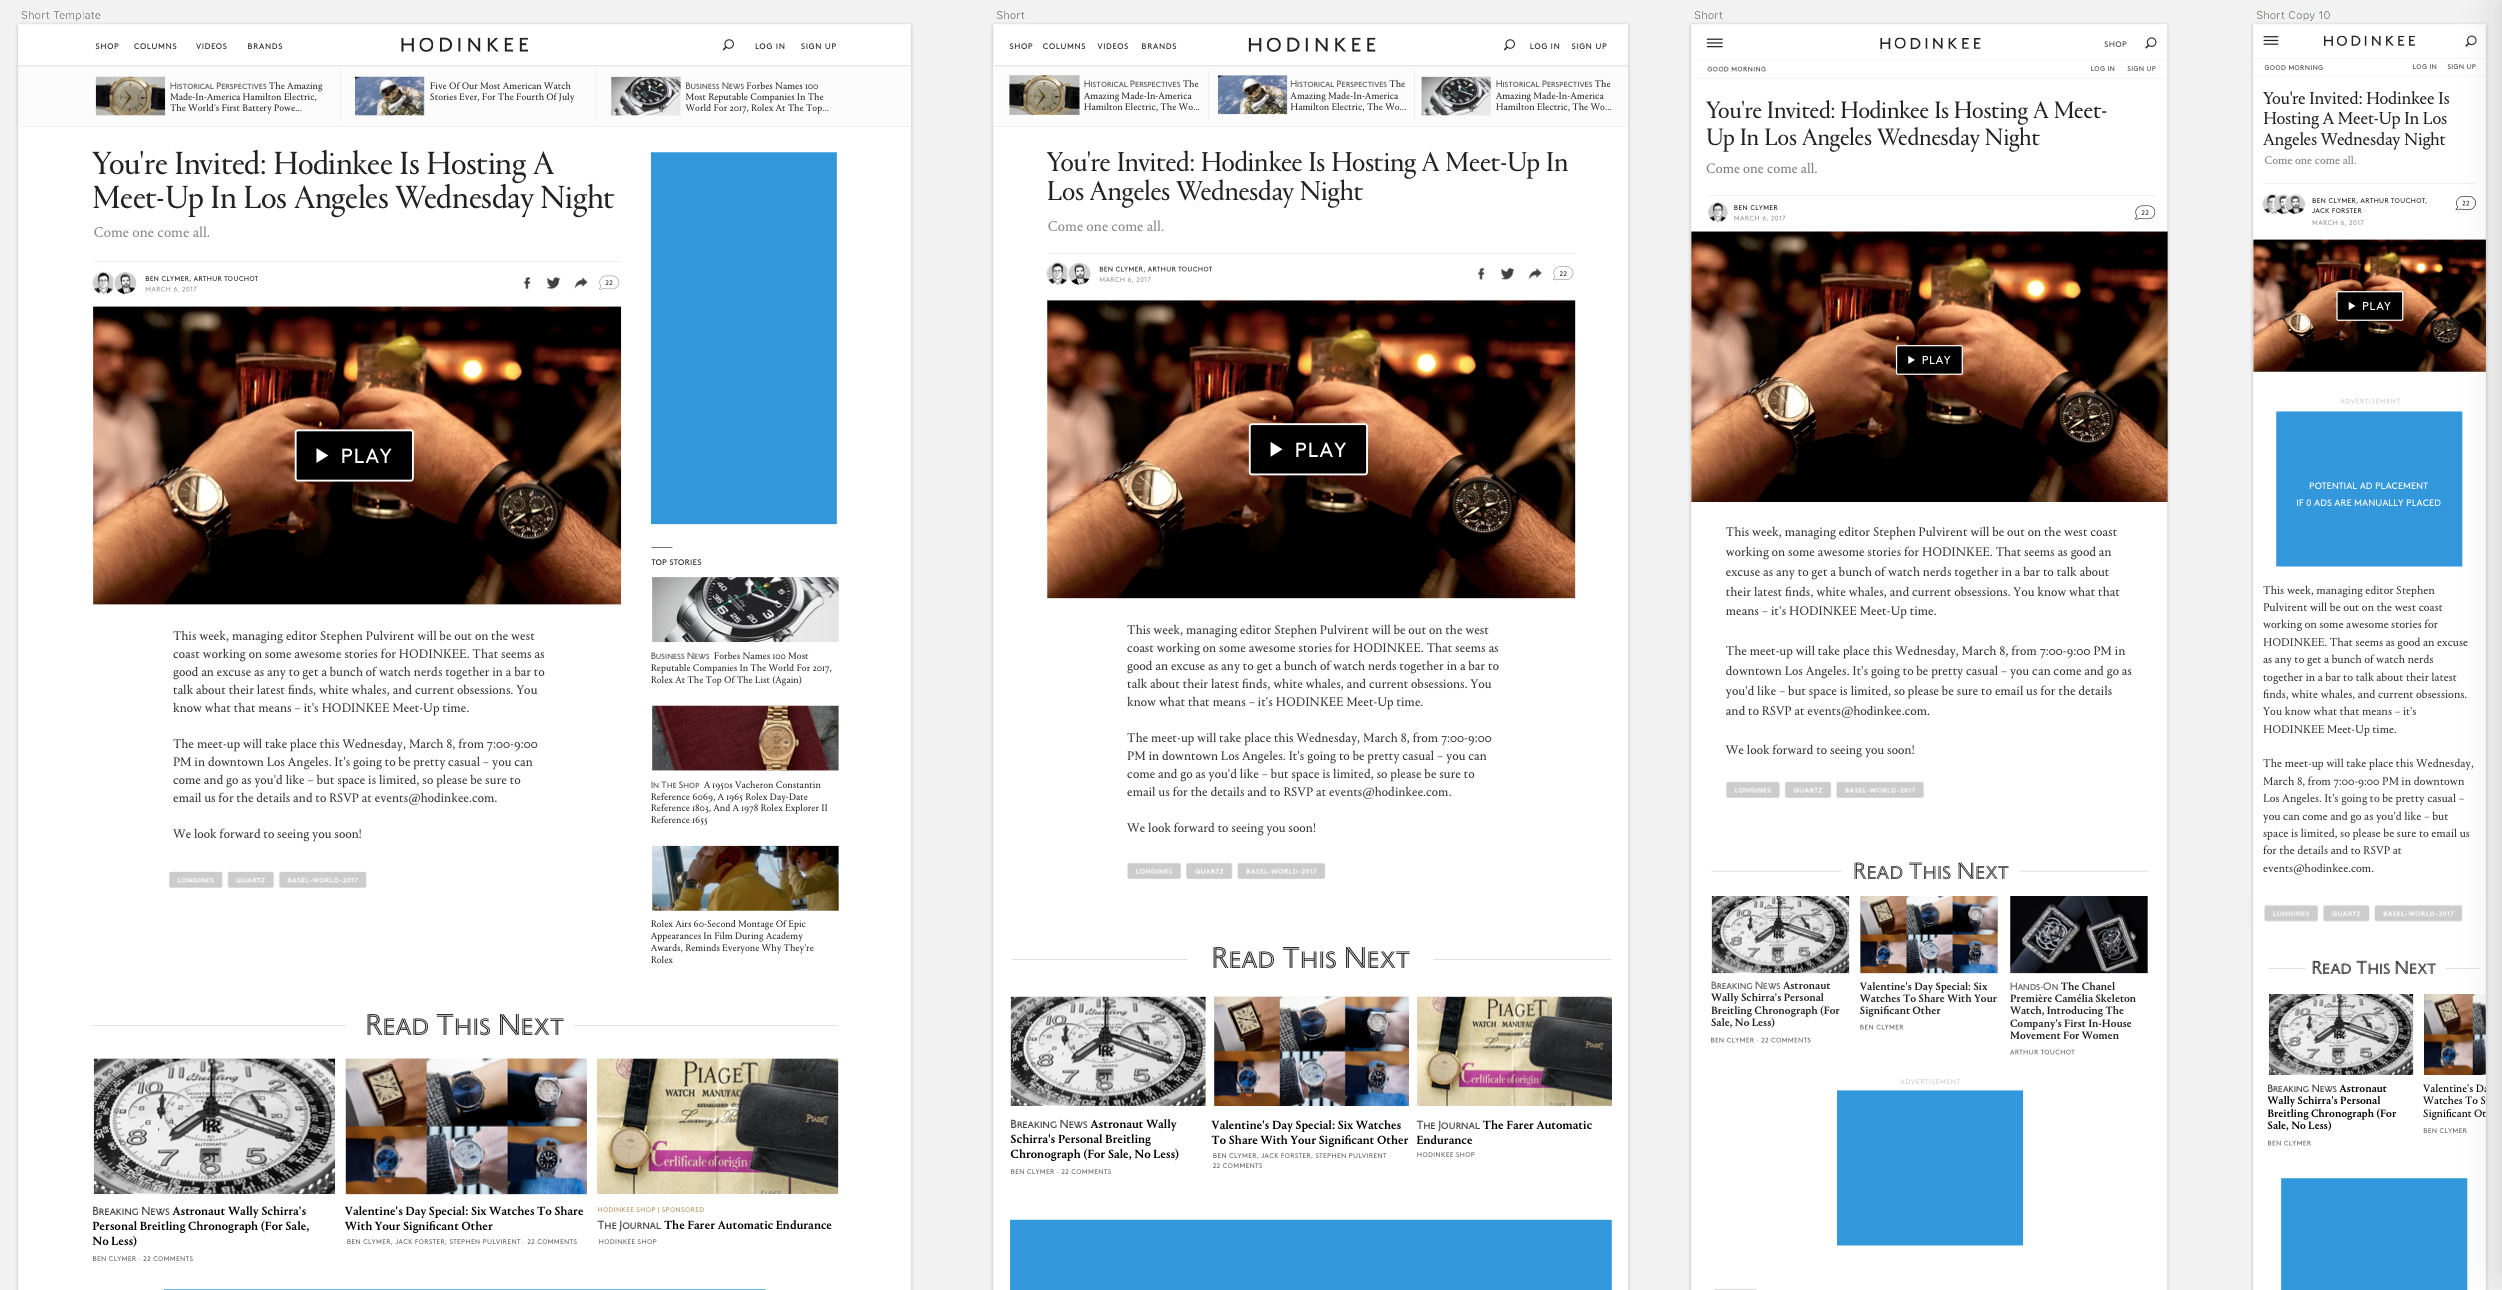 Short Template
SHOP COLUMNS VIDEOS BRANDS
HODINKEE
LOG IN SIGN UP
HISTORICAL PERSPECTIVES The Amazing
Made-In-America Hamilton Electric,
The World's First Battery Powe...
Five Of Our Most American Watch
Stories Ever, For The Fourth Of July
BUSINESS NEWS Forbes Names 100
Most Reputable Companies In The
World For 2017, Rolex At The Top...
You're Invited: Hodinkee Is Hosting A
Meet-Up In Los Angeles Wednesday Night
Come one come all.
BEN CLYMER, ARTHUR TOUCHOT
MARCH 6, 2017
22
PLAY
This week, managing editor Stephen Pulvirent will be out on the west
coast working on some awesome stories for HODINKEE. That seems as
good an excuse as any to get a bunch of watch nerds together in a bar to
talk about their latest finds, white whales, and current obsessions. You
know what that means – it's HODINKEE Meet-Up time.
The meet-up will take place this Wednesday, March 8, from 7:00-9:00
PM in downtown Los Angeles. It's going to be pretty casual – you can
come and go as you'd like – but space is limited, so please be sure to
email us for the details and to RSVP at events@hodinkee.com.
We look forward to seeing you soon!
LONGINES QUARTZ BASEL-WORLD-2017
TOP STORIES
BUSINESS NEWS Forbes Names 100 Most
Reputable Companies In The World For 2017,
Rolex At The Top Of The List (Again)
IN THE SHOP A 1950s Vacheron Constantin
Reference 6069, A 1965 Rolex Day-Date
Reference 1803, And A 1978 Rolex Explorer II
Reference 1655
Rolex Airs 60-Second Montage Of Epic
Appearances In Film During Academy
Awards, Reminds Everyone Why They're
Rolex
READ THIS NEXT
Breitling
AUTOMATIC
PIAGET
WATCH MANUFAC
Certificate of origin
PIAGET
BREAKING NEWS Astronaut Wally Schirra's
Personal Breitling Chronograph (For Sale,
No Less)
BEN CLYMER · 22 COMMENTS
Valentine's Day Special: Six Watches To Share
With Your Significant Other
BEN CLYMER, JACK FORSTER, STEPHEN PULVIRENT · 22 COMMENTS
HODINKEE SHOP | SPONSORED
THE JOURNAL The Farer Automatic Endurance
HODINKEE SHOP
Short
SHOP COLUMNS VIDEOS BRANDS
HODINKEE
LOG IN SIGN UP
HISTORICAL PERSPECTIVES The
Amazing Made-In-America
Hamilton Electric, The Wo...
HISTORICAL PERSPECTIVES The
Amazing Made-In-America
Hamilton Electric, The Wo...
HISTORICAL PERSPECTIVES The
Amazing Made-In-America
Hamilton Electric, The Wo...
You're Invited: Hodinkee Is Hosting A Meet-Up In
Los Angeles Wednesday Night
Come one come all.
BEN CLYMER, ARTHUR TOUCHOT
MARCH 6, 2017
22
PLAY
This week, managing editor Stephen Pulvirent will be out on the west
coast working on some awesome stories for HODINKEE. That seems as
good an excuse as any to get a bunch of watch nerds together in a bar to
talk about their latest finds, white whales, and current obsessions. You
know what that means – it's HODINKEE Meet-Up time.
The meet-up will take place this Wednesday, March 8, from 7:00-9:00
PM in downtown Los Angeles. It's going to be pretty casual – you can
come and go as you'd like – but space is limited, so please be sure to
email us for the details and to RSVP at events@hodinkee.com.
We look forward to seeing you soon!
LONGINES QUARTZ BASEL-WORLD-2017
READ THIS NEXT
PIAGET
WATCH MANUFAC
Certificate of origin
BREAKING NEWS Astronaut Wally
Schirra's Personal Breitling
Chronograph (For Sale, No Less)
BEN CLYMER · 22 COMMENTS
Valentine's Day Special: Six Watches
To Share With Your Significant Other
BEN CLYMER, JACK FORSTER, STEPHEN PULVIRENT ·
22 COMMENTS
THE JOURNAL The Farer Automatic
Endurance
HODINKEE SHOP
Short
HODINKEE
SHOP
GOOD MORNING
LOG IN SIGN UP
You're Invited: Hodinkee Is Hosting A Meet-
Up In Los Angeles Wednesday Night
Come one come all.
BEN CLYMER
MARCH 6, 2017
22
PLAY
This week, managing editor Stephen Pulvirent will be out on the west coast
working on some awesome stories for HODINKEE. That seems as good an
excuse as any to get a bunch of watch nerds together in a bar to talk about
their latest finds, white whales, and current obsessions. You know what that
means – it's HODINKEE Meet-Up time.
The meet-up will take place this Wednesday, March 8, from 7:00-9:00 PM in
downtown Los Angeles. It's going to be pretty casual – you can come and go as
you'd like – but space is limited, so please be sure to email us for the details
and to RSVP at events@hodinkee.com.
We look forward to seeing you soon!
LONGINES QUARTZ BASEL-WORLD-2017
READ THIS NEXT
BREAKING NEWS Astronaut
Wally Schirra's Personal
Breitling Chronograph (For
Sale, No Less)
BEN CLYMER · 22 COMMENTS
Valentine's Day Special: Six
Watches To Share With Your
Significant Other
BEN CLYMER
HANDS-ON The Chanel
Première Camélia Skeleton
Watch, Introducing The
Company's First In-House
Movement For Women
ARTHUR TOUCHOT
ADVERTISEMENT
Short Copy 10
HODINKEE
GOOD MORNING
LOG IN SIGN UP
You're Invited: Hodinkee Is
Hosting A Meet-Up In Los
Angeles Wednesday Night
Come one come all.
BEN CLYMER, ARTHUR TOUCHOT,
JACK FORSTER
MARCH 6, 2017
22
PLAY
ADVERTISEMENT
POTENTIAL AD PLACEMENT
IF 0 ADS ARE MANUALLY PLACED
This week, managing editor Stephen
Pulvirent will be out on the west coast
working on some awesome stories for
HODINKEE. That seems as good an excuse
as any to get a bunch of watch nerds
together in a bar to talk about their latest
finds, white whales, and current obsessions.
You know what that means – it's
HODINKEE Meet-Up time.
The meet-up will take place this Wednesday,
March 8, from 7:00-9:00 PM in downtown
Los Angeles. It's going to be pretty casual –
you can come and go as you'd like – but
space is limited, so please be sure to email us
for the details and to RSVP at
events@hodinkee.com.
LONGINES QUARTZ BASEL-WORLD-2017
READ THIS NEXT
BREAKING NEWS Astronaut
Wally Schirra's Personal
Breitling Chronograph (For
Sale, No Less)
BEN CLYMER
Valentine's Da
Watches To S
Significant Ot
BEN CLYMER